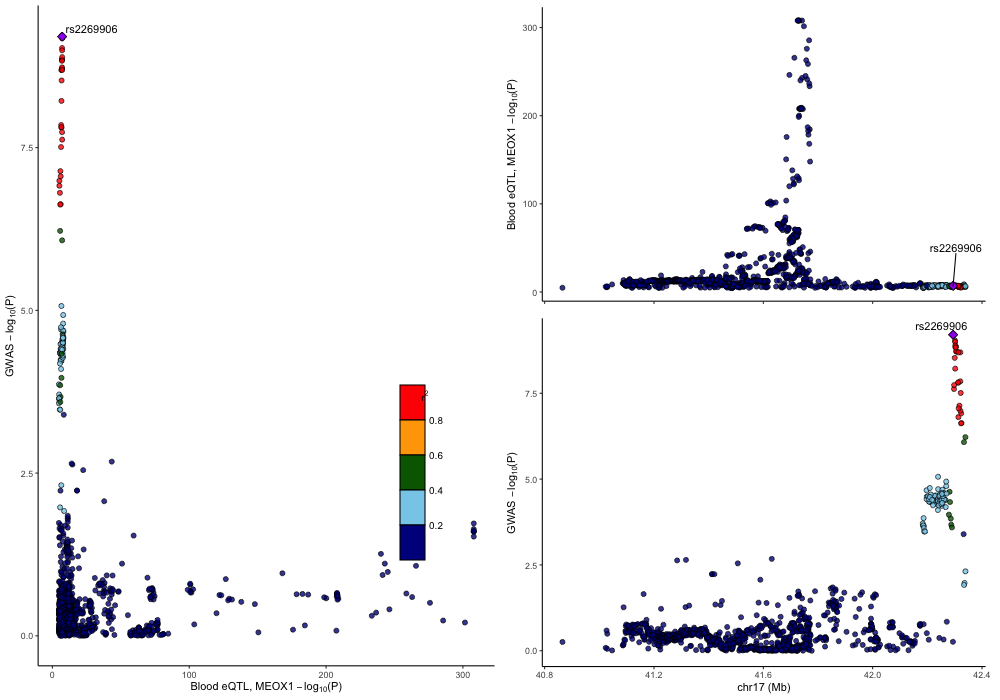 rs2269906
7.5
5.0
2.5
0.0
GWAS −log10(P)
0
100
200
300
Blood eQTL, MEOX1 −log10(P)
r2
0.8
0.6
0.4
0.2
300
200
100
0
Blood eQTL, MEOX1 −log10(P)
rs2269906
rs2269906
7.5
5.0
2.5
0.0
GWAS −log10(P)
40.8
41.2
41.6
42.0
42.4
chr17 (Mb)